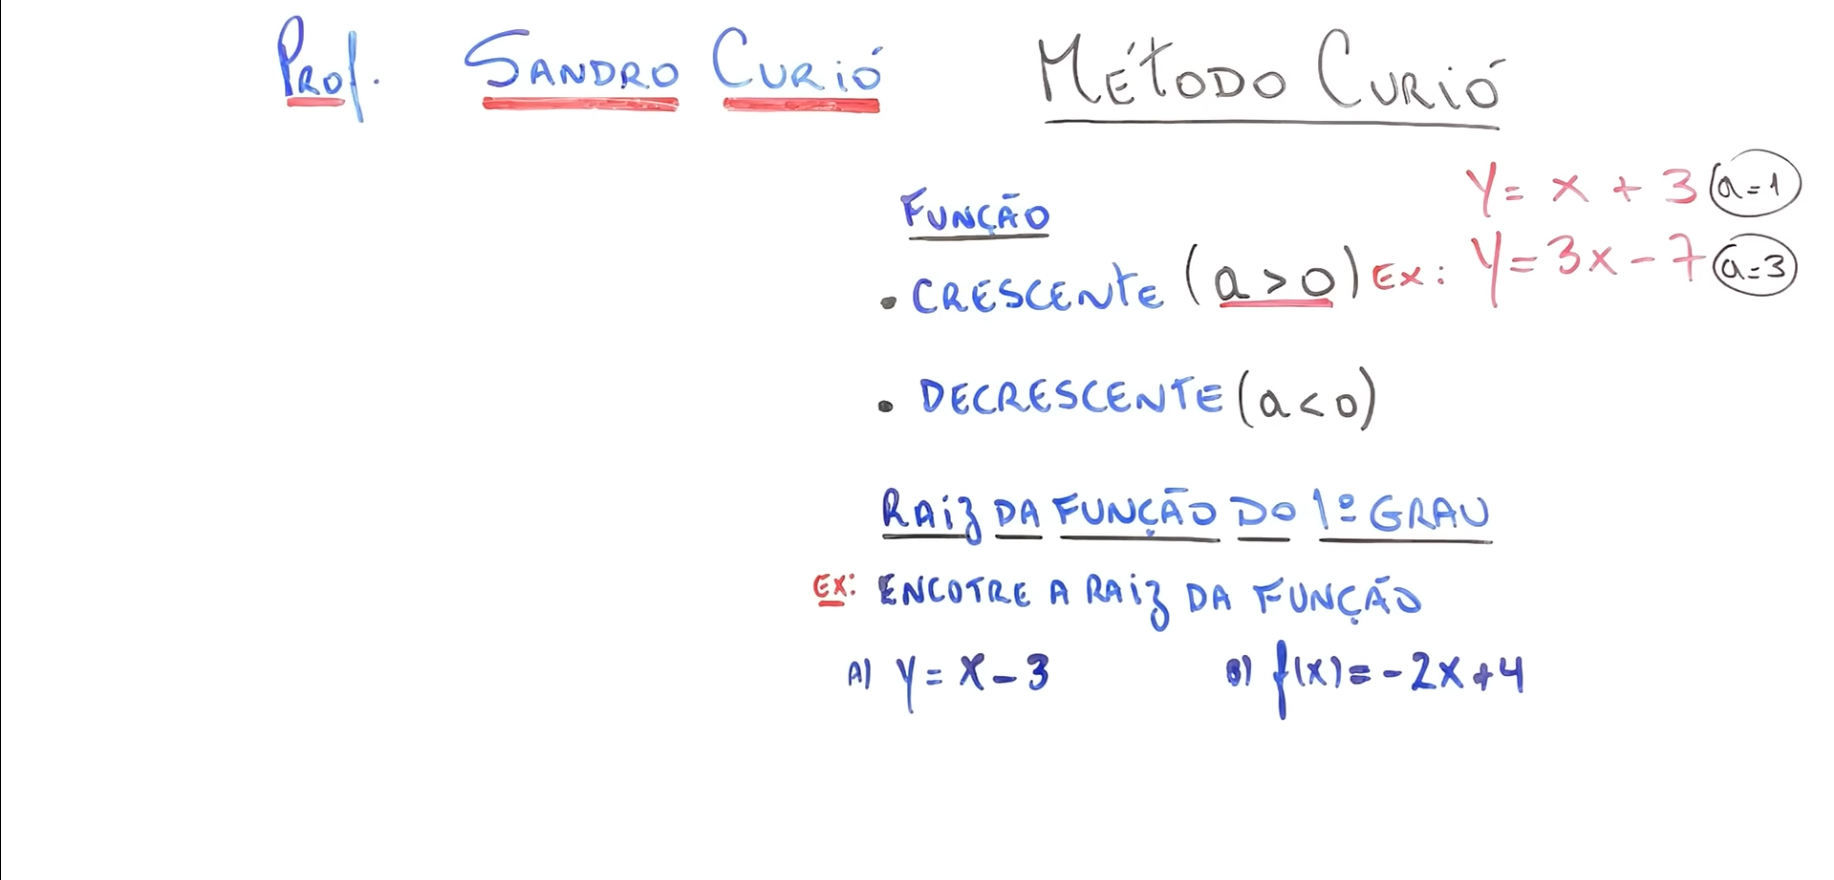 Prof. SANDRO CURIÓ MÉTODO CURIÓ
FUNÇÃO
y = x + 3 a=1
• CRESCENTE (a > 0) EX: y = 3x - 7 a=3
• DECRESCENTE (a < 0)
RAIZ DA FUNÇÃO DO 1º GRAU
EX: ENCOTRE A RAIZ DA FUNÇÃO
A) y = x - 3 B) f(x) = -2x + 4